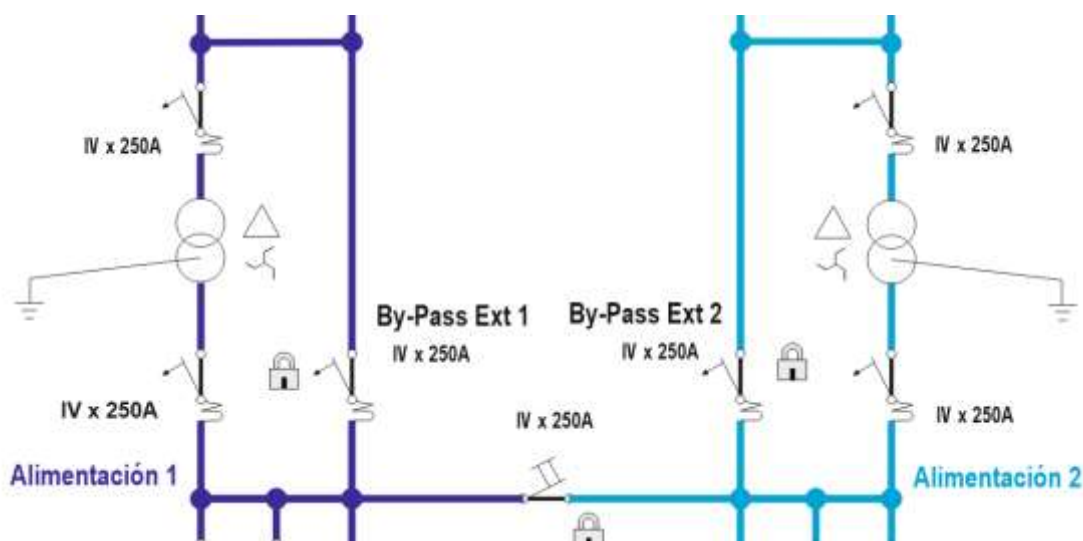 IV x 250A
IV x 250A
By-Pass Ext 1
By-Pass Ext 2
IV x 250A
IV x 250A
IV x 250A
IV x 250A
IV x 250A
Alimentación 1
Alimentación 2